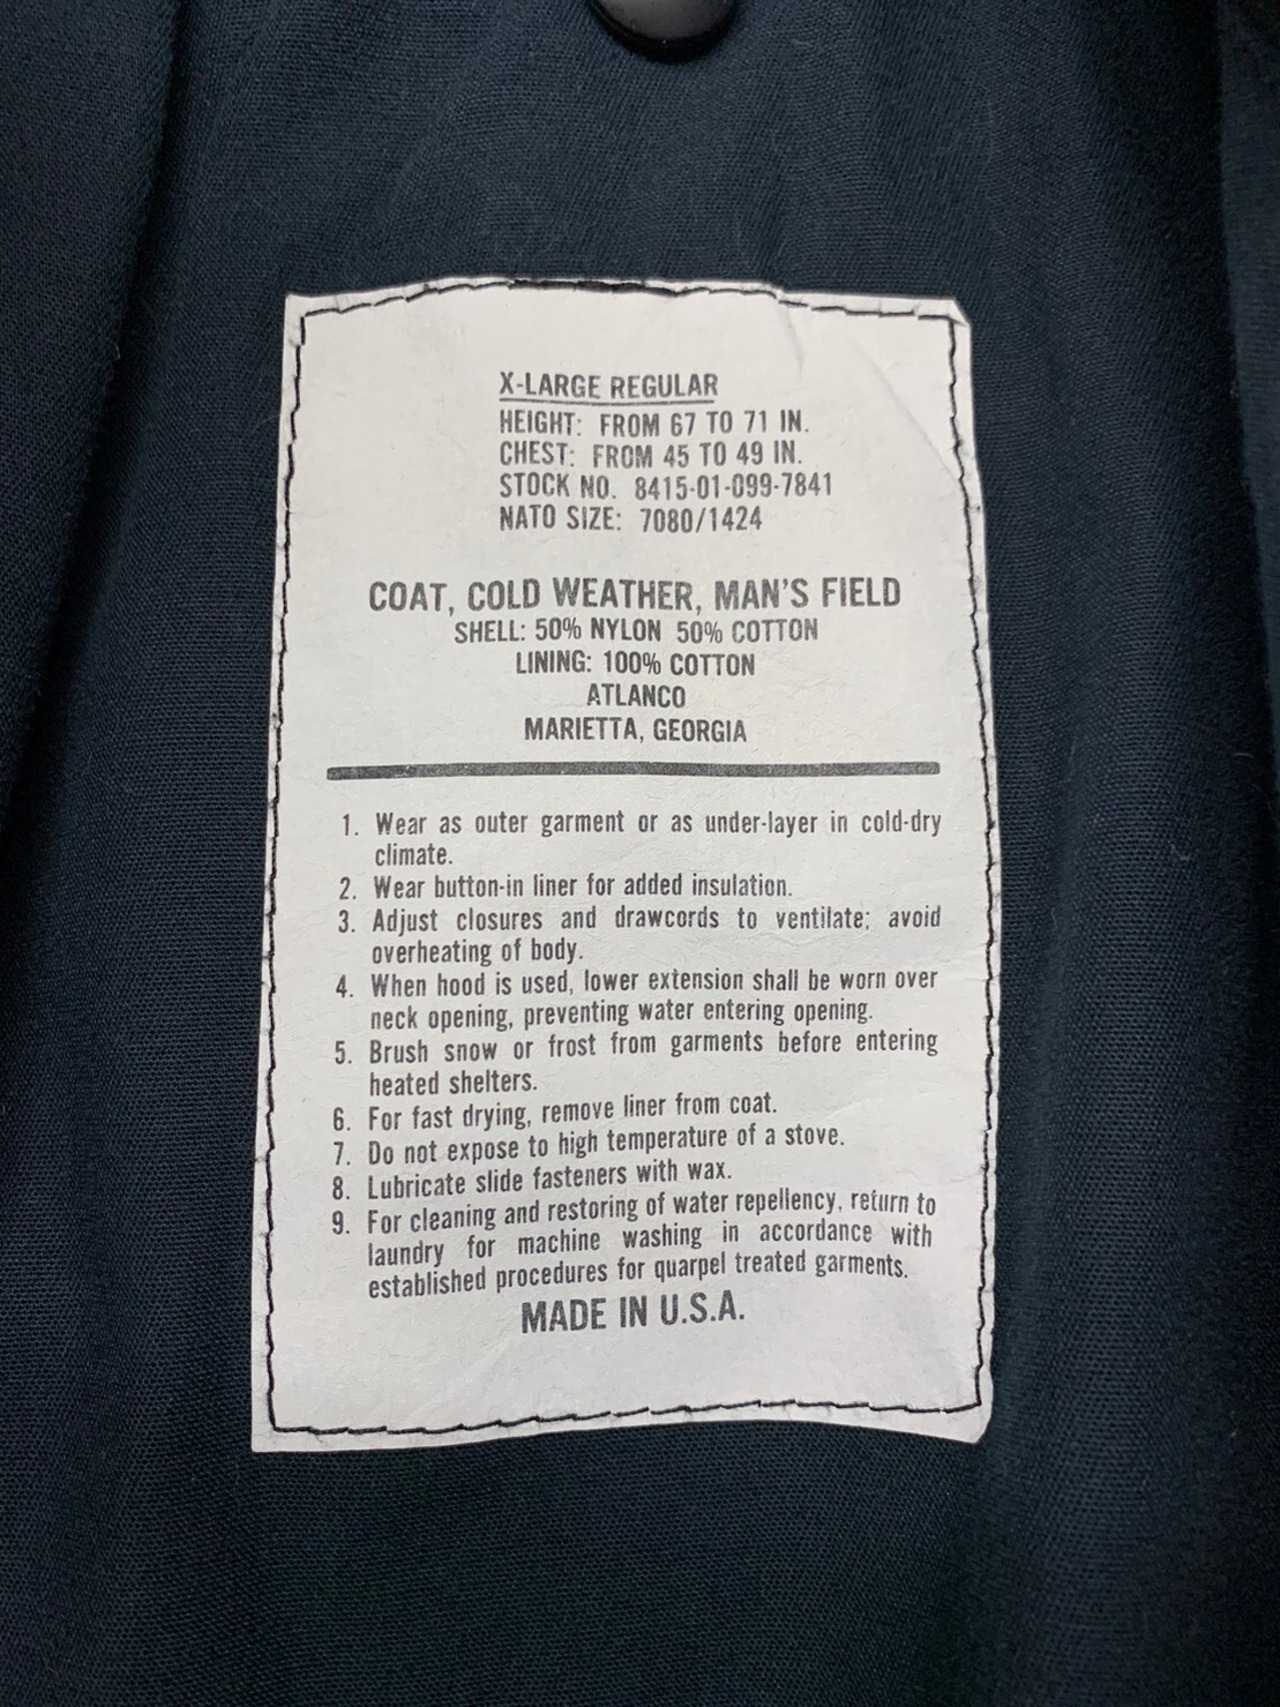 X-LARGE REGULAR
HEIGHT: FROM 67 TO 71 IN.
CHEST: FROM 45 TO 49 IN.
STOCK NO. 8415-01-099-7841
NATO SIZE: 7080/1424
COAT, COLD WEATHER, MAN'S FIELD
SHELL: 50% NYLON 50% COTTON
LINING: 100% COTTON
ATLANCO
MARIETTA, GEORGIA
1. Wear as outer garment or as under-layer in cold-dry
climate.
2. Wear button-in liner for added insulation.
3. Adjust closures and drawcords to ventilate; avoid
overheating of body.
4. When hood is used, lower extension shall be worn over
neck opening, preventing water entering opening.
5. Brush snow or frost from garments before entering
heated shelters.
6. For fast drying, remove liner from coat.
7. Do not expose to high temperature of a stove.
8. Lubricate slide fasteners with wax.
9. For cleaning and restoring of water repellency, return to
laundry for machine washing in accordance with
established procedures for quarpel treated garments.
MADE IN U.S.A.